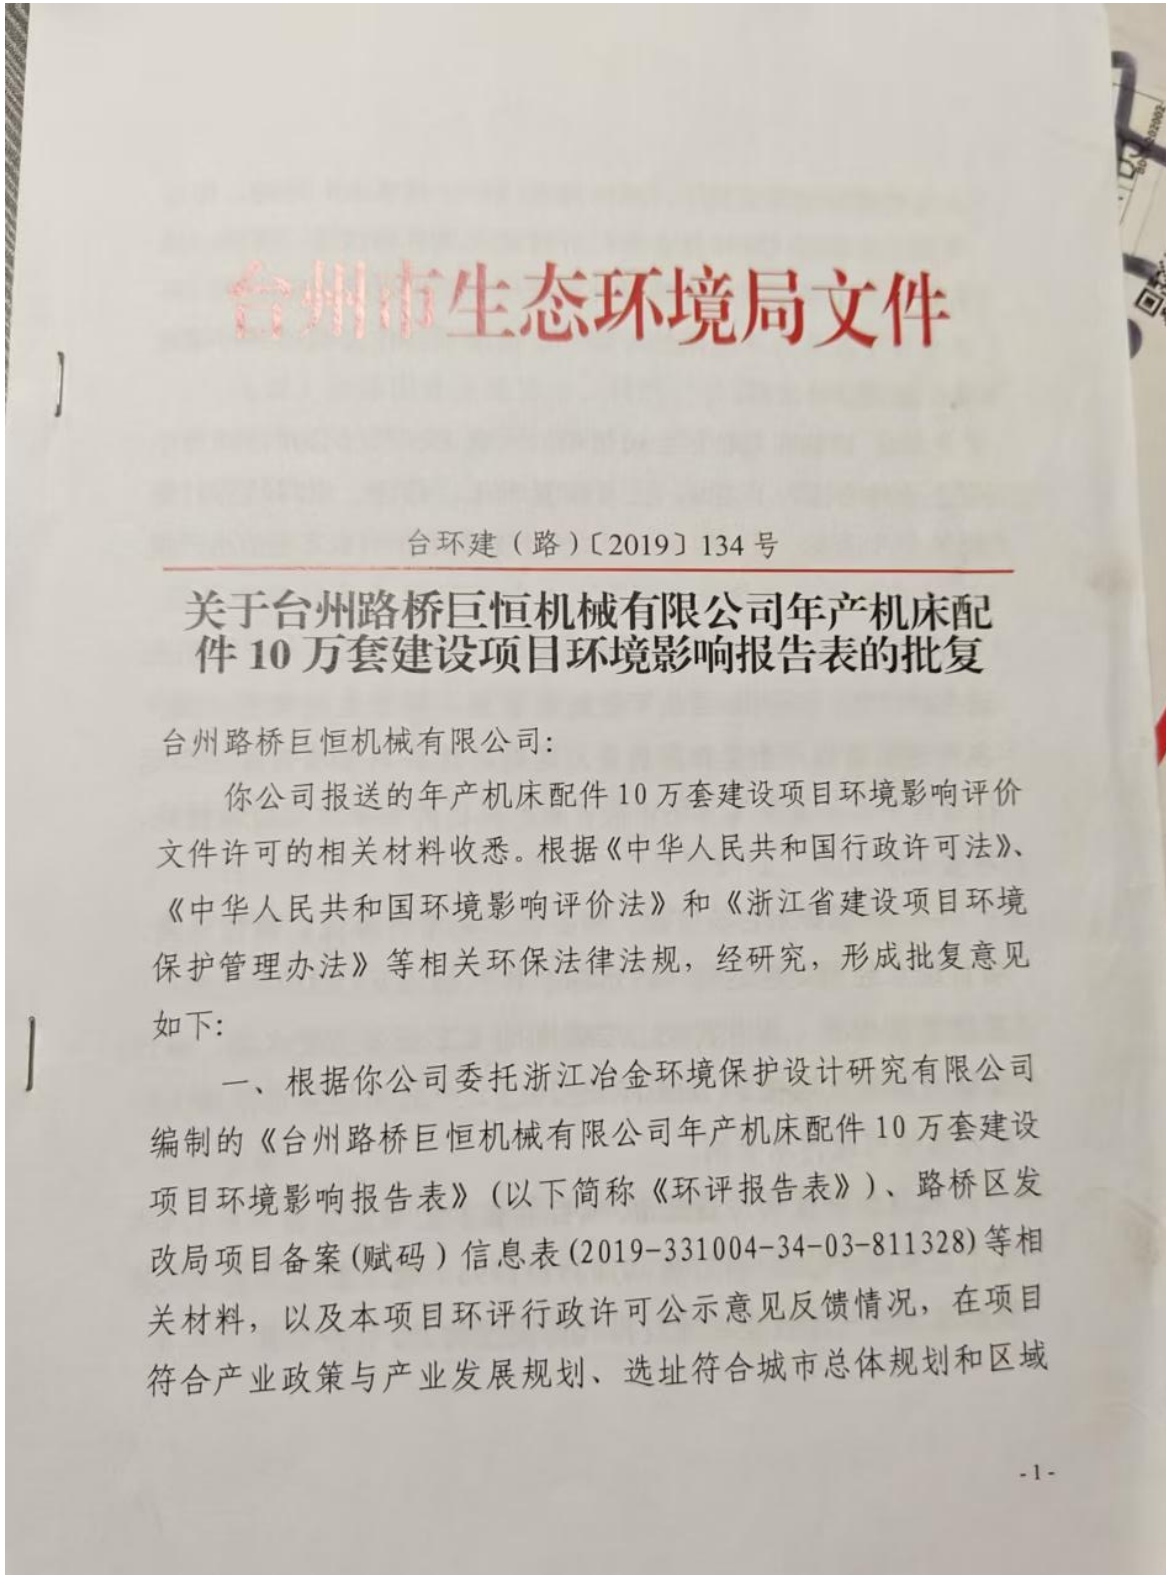 台州市生态环境局文件
台环建（路）〔2019〕134号
关于台州路桥巨恒机械有限公司年产机床配
件10万套建设项目环境影响报告表的批复
台州路桥巨恒机械有限公司：
你公司报送的年产机床配件10万套建设项目环境影响评价
文件许可的相关材料收悉。根据《中华人民共和国行政许可法》、
《中华人民共和国环境影响评价法》和《浙江省建设项目环境
保护管理办法》等相关环保法律法规，经研究，形成批复意见
如下：
一、根据你公司委托浙江冶金环境保护设计研究有限公司
编制的《台州路桥巨恒机械有限公司年产机床配件10万套建设
项目环境影响报告表》(以下简称《环评报告表》)、路桥区发
改局项目备案(赋码)信息表(2019-331004-34-03-811328)等相
关材料，以及本项目环评行政许可公示意见反馈情况，在项目
符合产业政策与产业发展规划、选址符合城市总体规划和区域
-1-